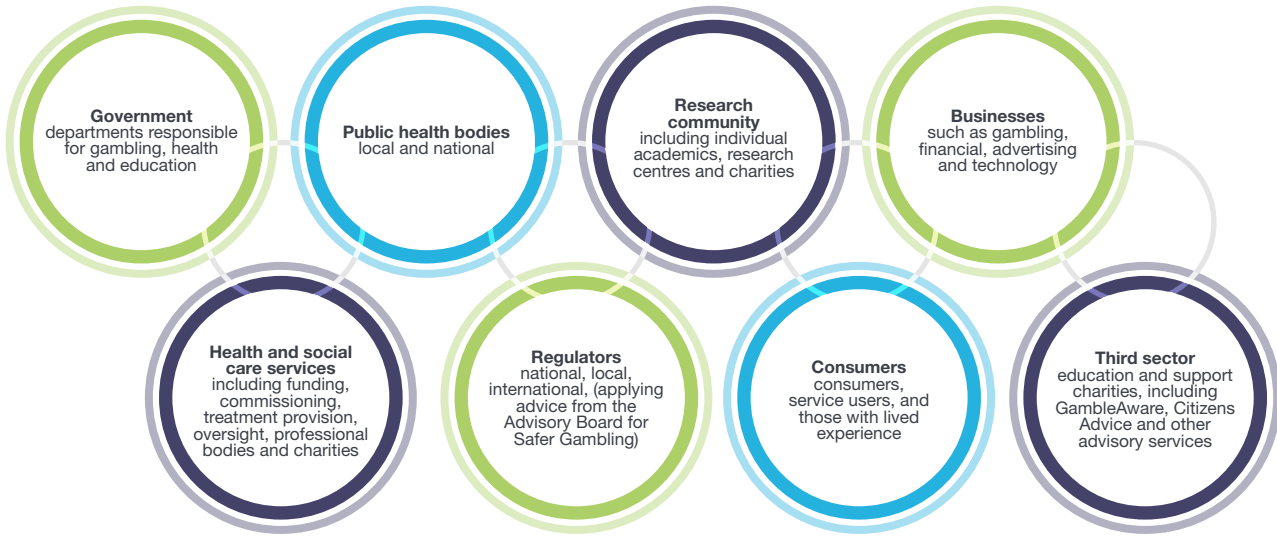 Government
departments responsible
for gambling, health
and education
Public health bodies
local and national
Research
community
including individual
academics, research
centres and charities
Businesses
such as gambling,
financial, advertising
and technology
Health and social
care services
including funding,
commissioning,
treatment provision,
oversight, professional
bodies and charities
Regulators
national, local,
international, (applying
advice from the
Advisory Board for
Safer Gambling)
Consumers
consumers,
service users, and
those with lived
experience
Third sector
education and support
charities, including
GambleAware, Citizens
Advice and other
advisory services